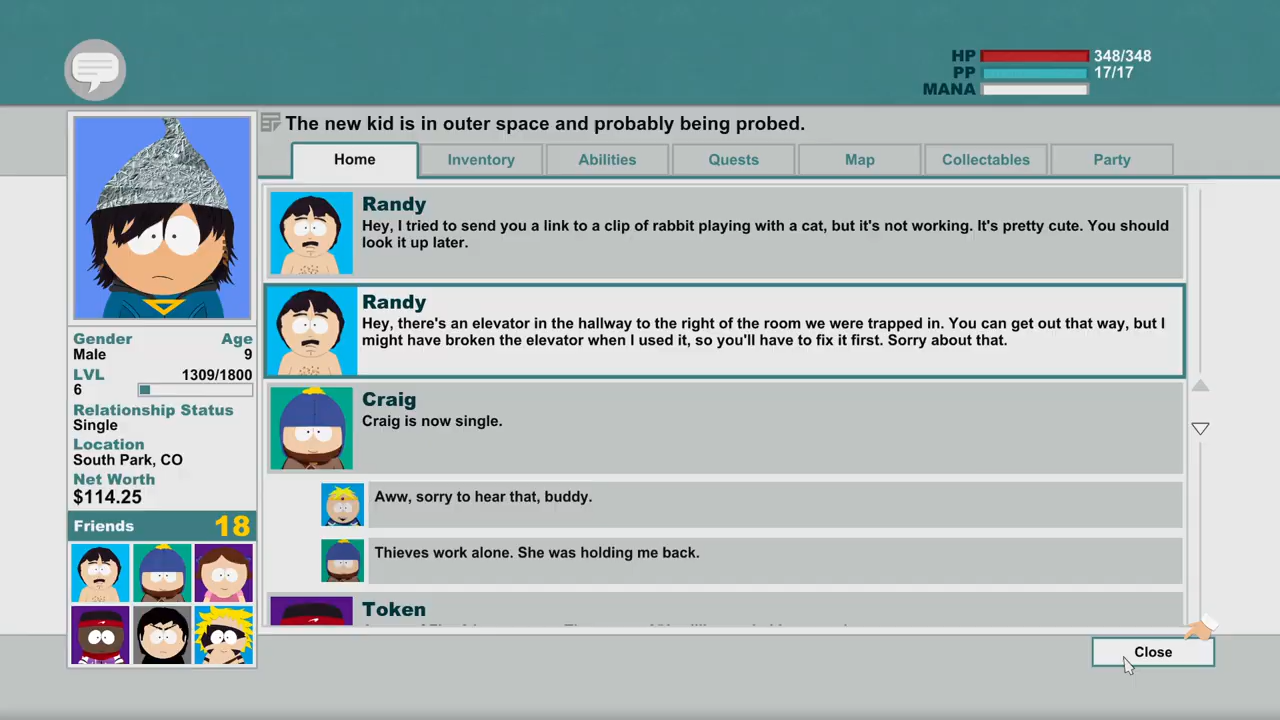 HP 348/348
PP 17/17
MANA
The new kid is in outer space and probably being probed.
Home Inventory Abilities Quests Map Collectables Party
Gender Age
Male 9
LVL 1309/1800
6
Relationship Status
Single
Location
South Park, CO
Net Worth
$114.25
Friends 18
Randy
Hey, I tried to send you a link to a clip of rabbit playing with a cat, but it's not working. It's pretty cute. You should
look it up later.
Randy
Hey, there's an elevator in the hallway to the right of the room we were trapped in. You can get out that way, but I
might have broken the elevator when I used it, so you'll have to fix it first. Sorry about that.
Craig
Craig is now single.
Aww, sorry to hear that, buddy.
Thieves work alone. She was holding me back.
Token
Close